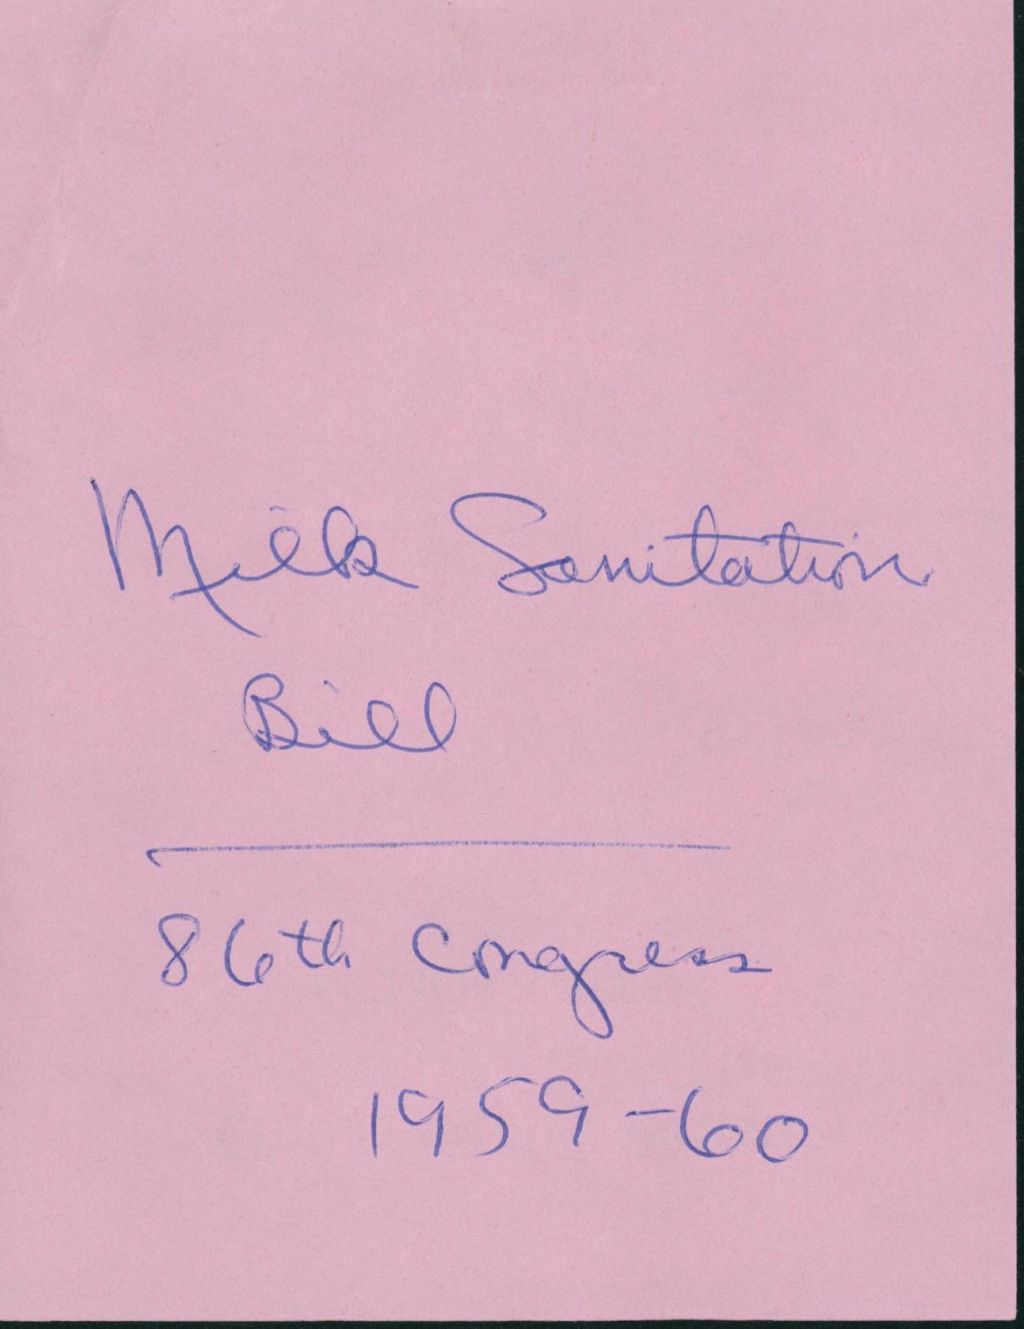 Milk Sanitation
Bill
86th Congress
1959-60